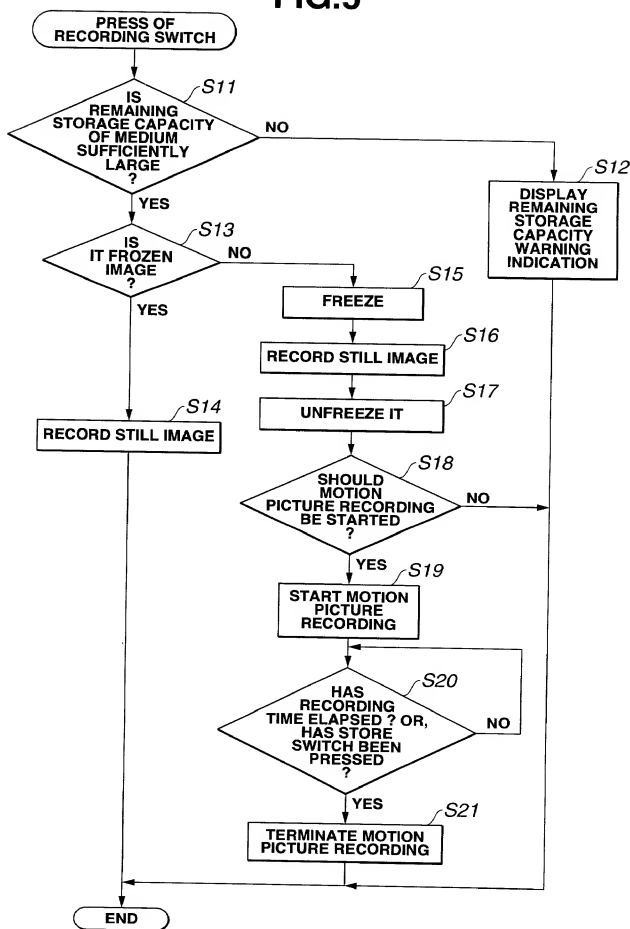 PRESS OF
RECORDING SWITCH
S11
IS
REMAINING
STORAGE CAPACITY
OF MEDIUM
SUFFICIENTLY
LARGE
?
NO
YES
S12
DISPLAY
REMAINING
STORAGE
CAPACITY
WARNING
INDICATION
S13
IS
IT FROZEN
IMAGE
?
NO
YES
S15
FREEZE
S16
RECORD STILL IMAGE
S17
UNFREEZE IT
S14
RECORD STILL IMAGE
S18
SHOULD
MOTION
PICTURE RECORDING
BE STARTED
?
NO
YES
S19
START MOTION
PICTURE
RECORDING
S20
HAS
RECORDING
TIME ELAPSED ? OR,
HAS STORE
SWITCH BEEN
PRESSED
?
NO
YES
S21
TERMINATE MOTION
PICTURE RECORDING
END